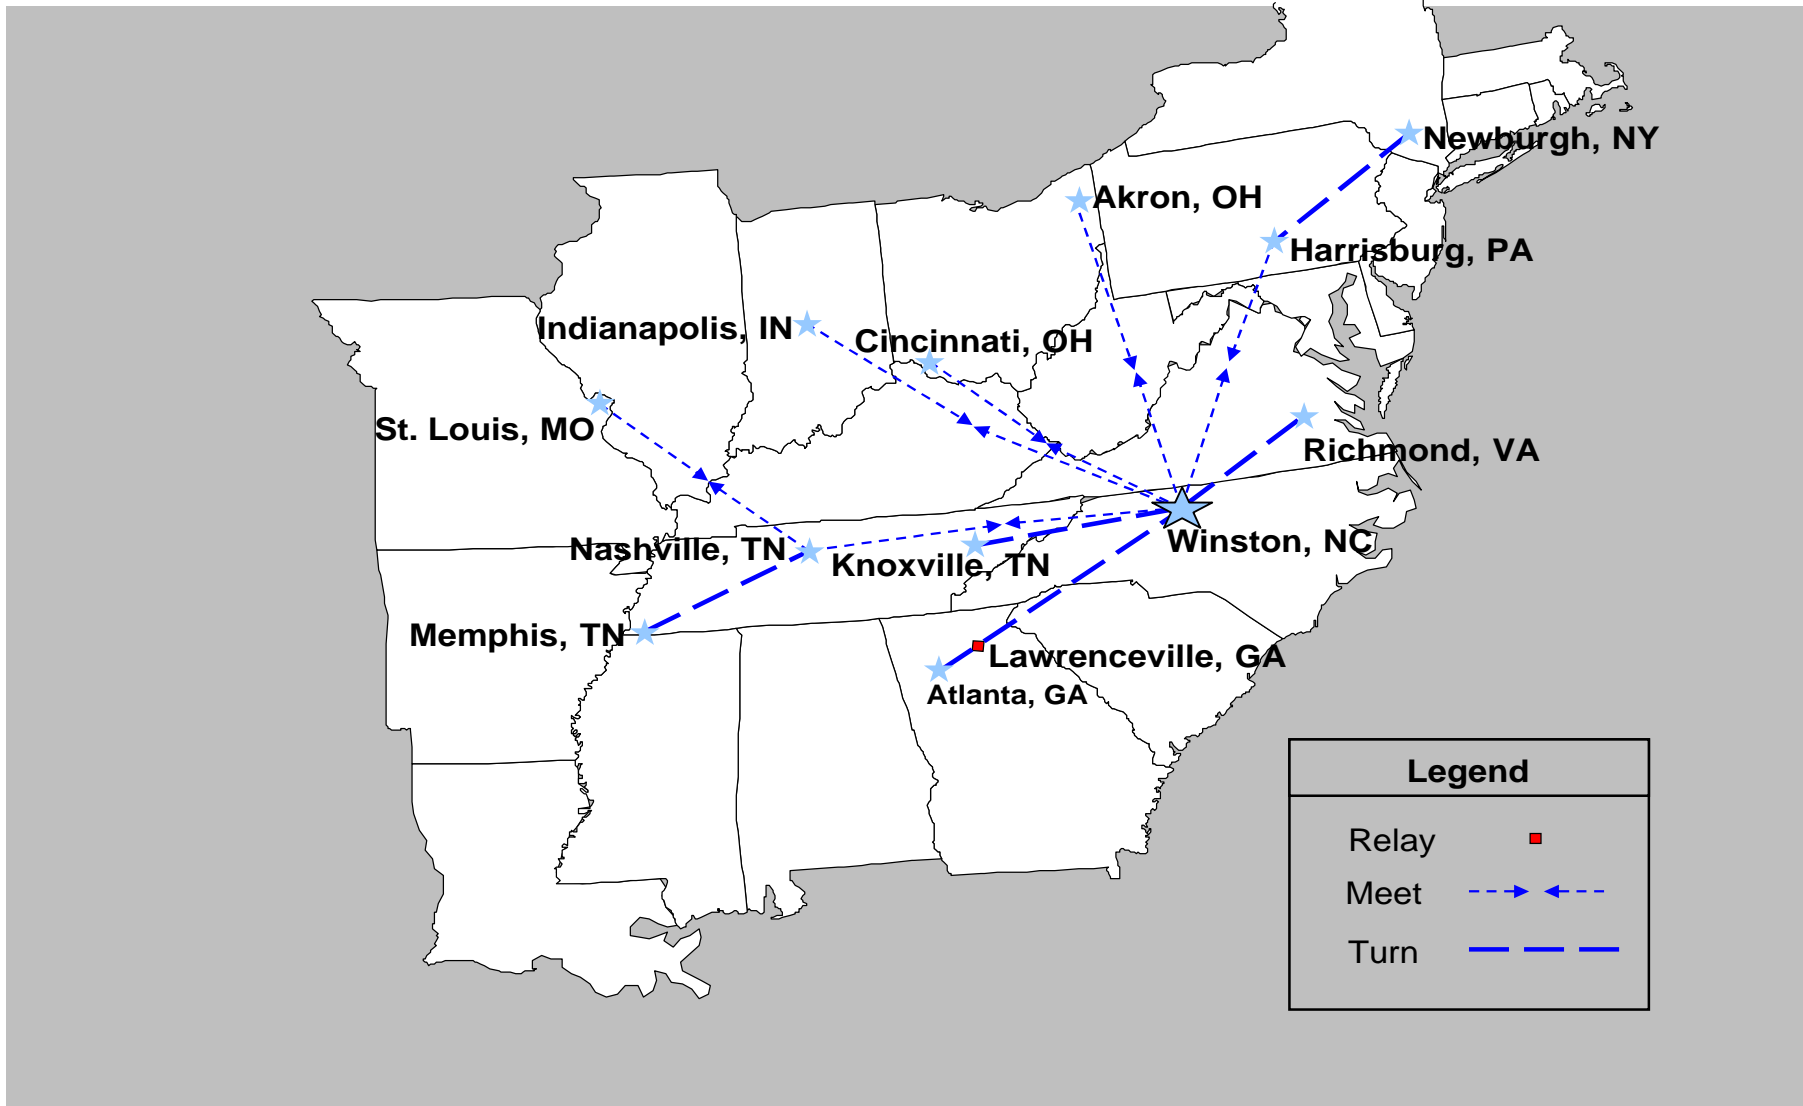 Newburgh, NY
Akron, OH
Harrisburg, PA
Indianapolis, IN
Cincinnati, OH
St. Louis, MO
Richmond, VA
Winston, NC
Nashville, TN
Knoxville, TN
Memphis, TN
Lawrenceville, GA
Atlanta, GA
Legend
Relay
Meet
Turn